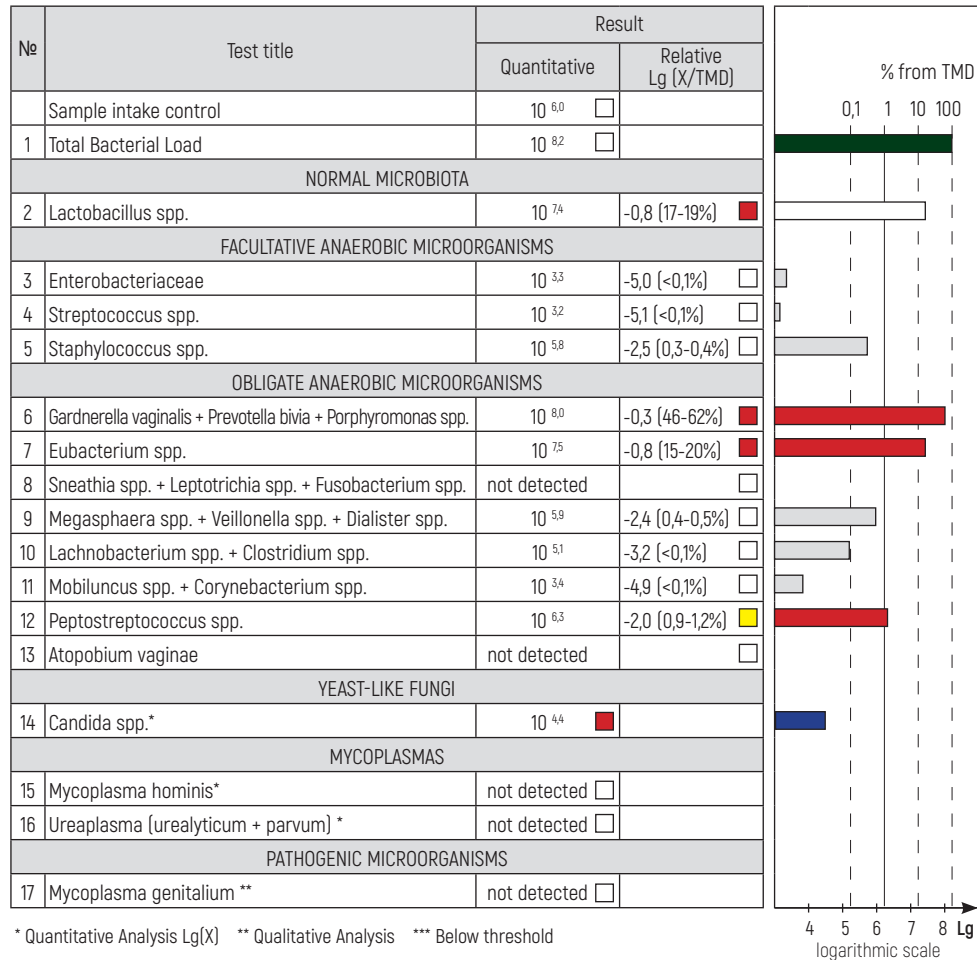 № Test title Result
Quantitative Relative Lg (X/TMD)
% from TMD
0,1 1 10 100
Sample intake control 10 6,0
1 Total Bacterial Load 10 8,2
NORMAL MICROBIOTA
2 Lactobacillus spp. 10 7,4 -0,8 (17-19%)
FACULTATIVE ANAEROBIC MICROORGANISMS
3 Enterobacteriaceae 10 3,3 -5,0 (<0,1%)
4 Streptococcus spp. 10 3,2 -5,1 (<0,1%)
5 Staphylococcus spp. 10 5,8 -2,5 (0,3-0,4%)
OBLIGATE ANAEROBIC MICROORGANISMS
6 Gardnerella vaginalis + Prevotella bivia + Porphyromonas spp. 10 8,0 -0,3 (46-62%)
7 Eubacterium spp. 10 7,5 -0,8 (15-20%)
8 Sneathia spp. + Leptotrichia spp. + Fusobacterium spp. not detected
9 Megasphaera spp. + Veillonella spp. + Dialister spp. 10 5,9 -2,4 (0,4-0,5%)
10 Lachnobacterium spp. + Clostridium spp. 10 5,1 -3,2 (<0,1%)
11 Mobiluncus spp. + Corynebacterium spp. 10 3,4 -4,9 (<0,1%)
12 Peptostreptococcus spp. 10 6,3 -2,0 (0,9-1,2%)
13 Atopobium vaginae not detected
YEAST-LIKE FUNGI
14 Candida spp.* 10 4,4
MYCOPLASMAS
15 Mycoplasma hominis* not detected
16 Ureaplasma (urealyticum + parvum) * not detected
PATHOGENIC MICROORGANISMS
17 Mycoplasma genitalium ** not detected
4 5 6 7 8 Lg
logarithmic scale
* Quantitative Analysis Lg(X) ** Qualitative Analysis *** Below threshold